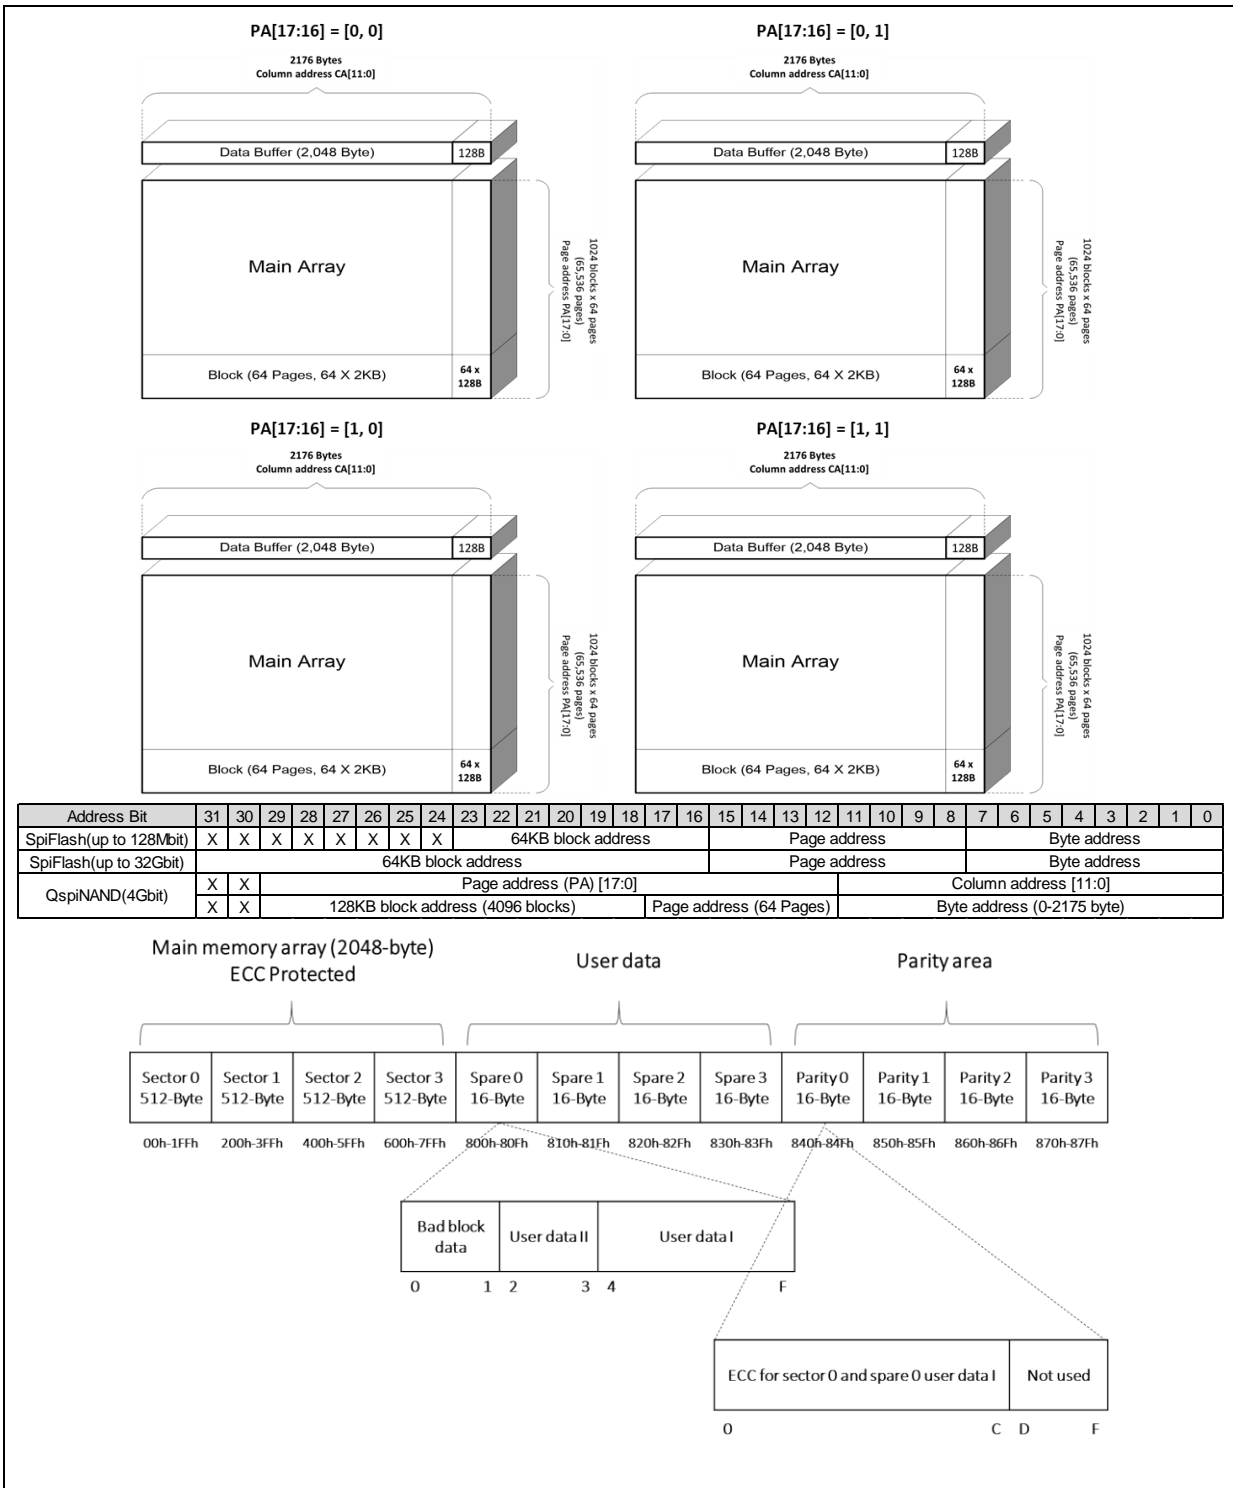 PA[17:16] = [0, 0]
2176 Bytes
Column address CA[11:0]
Data Buffer (2,048 Byte)
128B
Main Array
1024 blocks x 64 pages
(65,536 pages)
Page address PA[17:0]
Block (64 Pages, 64 X 2KB)
64 x
128B
PA[17:16] = [0, 1]
2176 Bytes
Column address CA[11:0]
Data Buffer (2,048 Byte)
128B
Main Array
1024 blocks x 64 pages
(65,536 pages)
Page address PA[17:0]
Block (64 Pages, 64 X 2KB)
64 x
128B
PA[17:16] = [1, 0]
2176 Bytes
Column address CA[11:0]
Data Buffer (2,048 Byte)
128B
Main Array
1024 blocks x 64 pages
(65,536 pages)
Page address PA[17:0]
Block (64 Pages, 64 X 2KB)
64 x
128B
PA[17:16] = [1, 1]
2176 Bytes
Column address CA[11:0]
Data Buffer (2,048 Byte)
128B
Main Array
1024 blocks x 64 pages
(65,536 pages)
Page address PA[17:0]
Block (64 Pages, 64 X 2KB)
64 x
128B
Address Bit 31 30 29 28 27 26 25 24 23 22 21 20 19 18 17 16 15 14 13 12 11 10 9 8 7 6 5 4 3 2 1 0
SpiFlash(up to 128Mbit) X X X X X X X X 64KB block address Page address Byte address
SpiFlash(up to 32Gbit) 64KB block address Page address Byte address
QspiNAND(4Gbit) X X Page address (PA) [17:0] Column address [11:0]
X X 128KB block address (4096 blocks) Page address (64 Pages) Byte address (0-2175 byte)
Main memory array (2048-byte)
ECC Protected
User data
Parity area
Sector 0 Sector 1 Sector 2 Sector 3 Spare 0 Spare 1 Spare 2 Spare 3 Parity 0 Parity 1 Parity 2 Parity 3
512-Byte 512-Byte 512-Byte 512-Byte 16-Byte 16-Byte 16-Byte 16-Byte 16-Byte 16-Byte 16-Byte 16-Byte
00h-1FFh 200h-3FFh 400h-5FFh 600h-7FFh 800h-80Fh 810h-81Fh 820h-82Fh 830h-83Fh 840h-84Fh 850h-85Fh 860h-86Fh 870h-87Fh
Bad block
data
User data II
User data I
0 1 2 3 4 F
ECC for sector 0 and spare 0 user data I
Not used
0 C D F